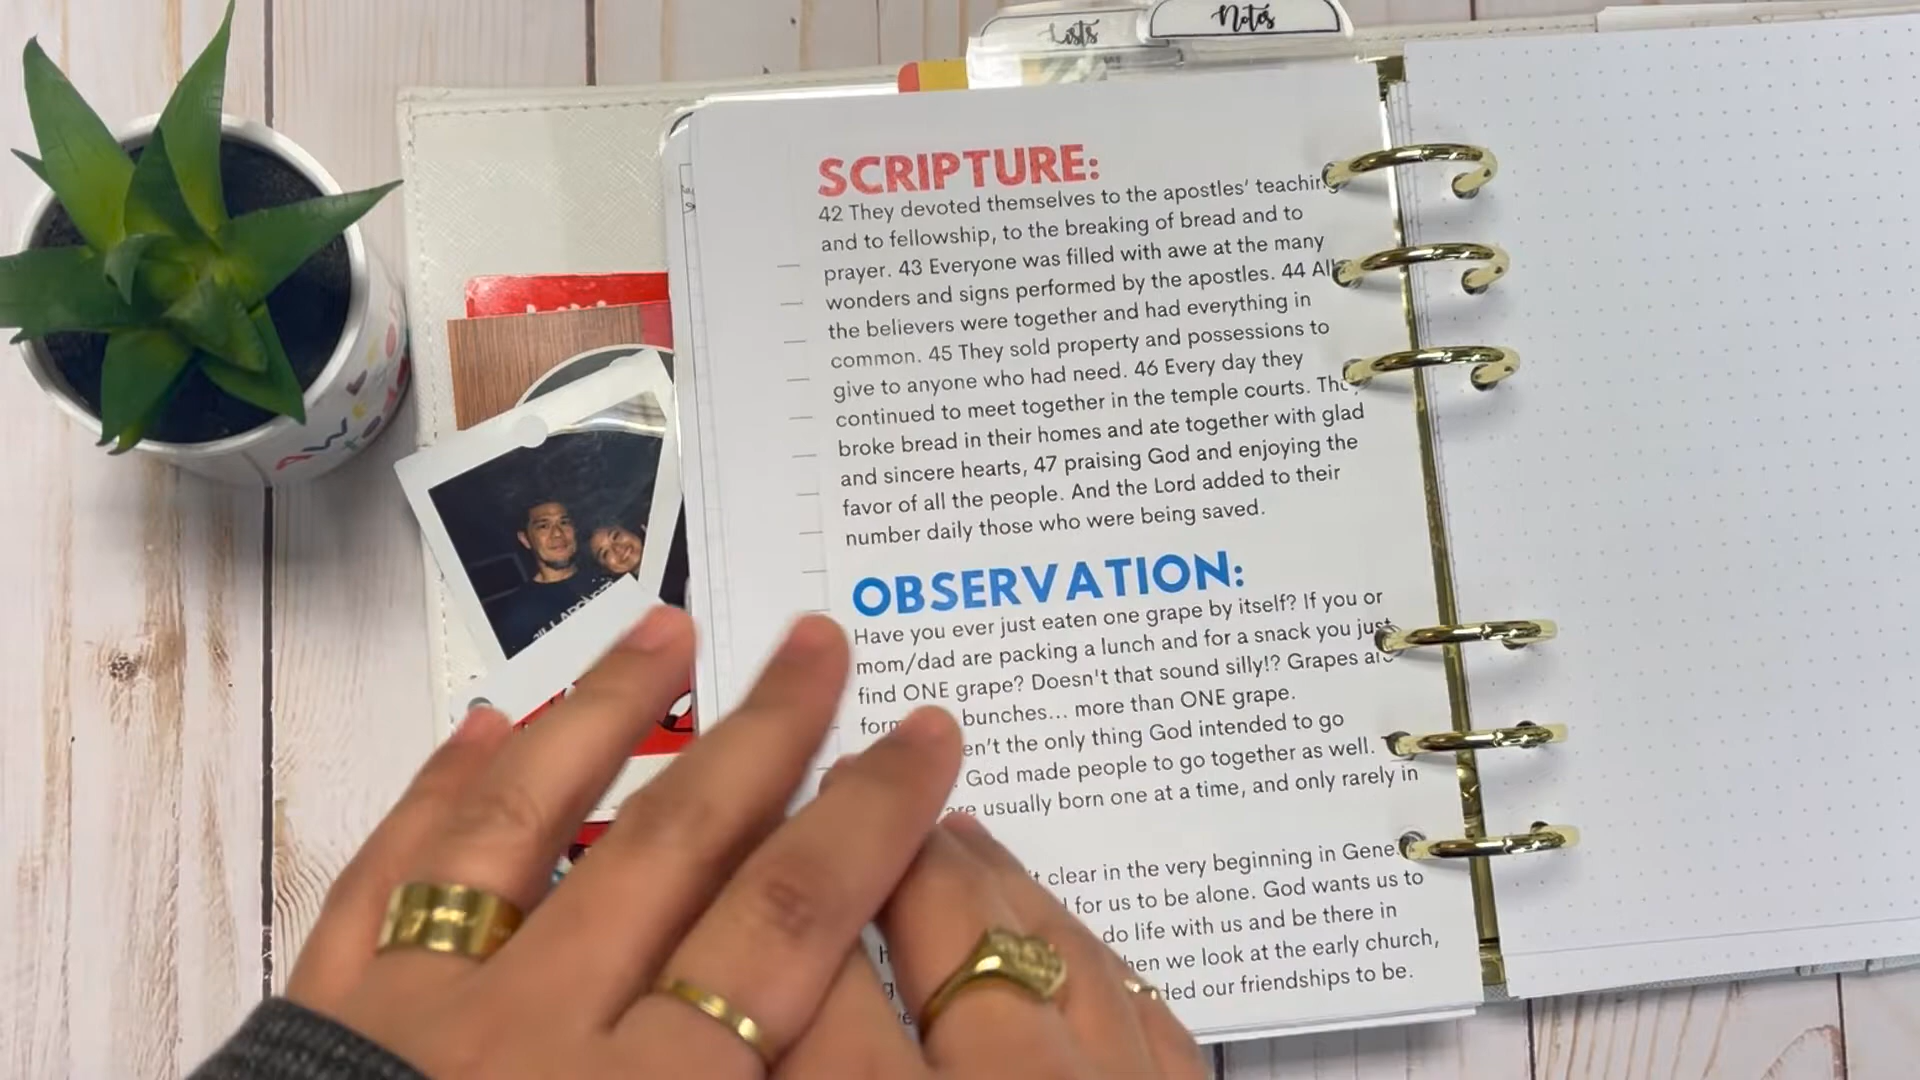 Lists
Notes
SCRIPTURE:
42 They devoted themselves to the apostles' teaching
and to fellowship, to the breaking of bread and to
prayer. 43 Everyone was filled with awe at the many
wonders and signs performed by the apostles. 44 All
the believers were together and had everything in
common. 45 They sold property and possessions to
give to anyone who had need. 46 Every day they
continued to meet together in the temple courts. They
broke bread in their homes and ate together with glad
and sincere hearts, 47 praising God and enjoying the
favor of all the people. And the Lord added to their
number daily those who were being saved.
OBSERVATION:
Have you ever just eaten one grape by itself? If you or
mom/dad are packing a lunch and for a snack you just
find ONE grape? Doesn't that sound silly!? Grapes are
bunches... more than ONE grape.
the only thing God intended to go
God made people to go together as well.
are usually born one at a time, and only rarely in
clear in the very beginning in
for us to be alone. God wants us to
do life with us and be there in
we look at the early church,
our friendships to be.